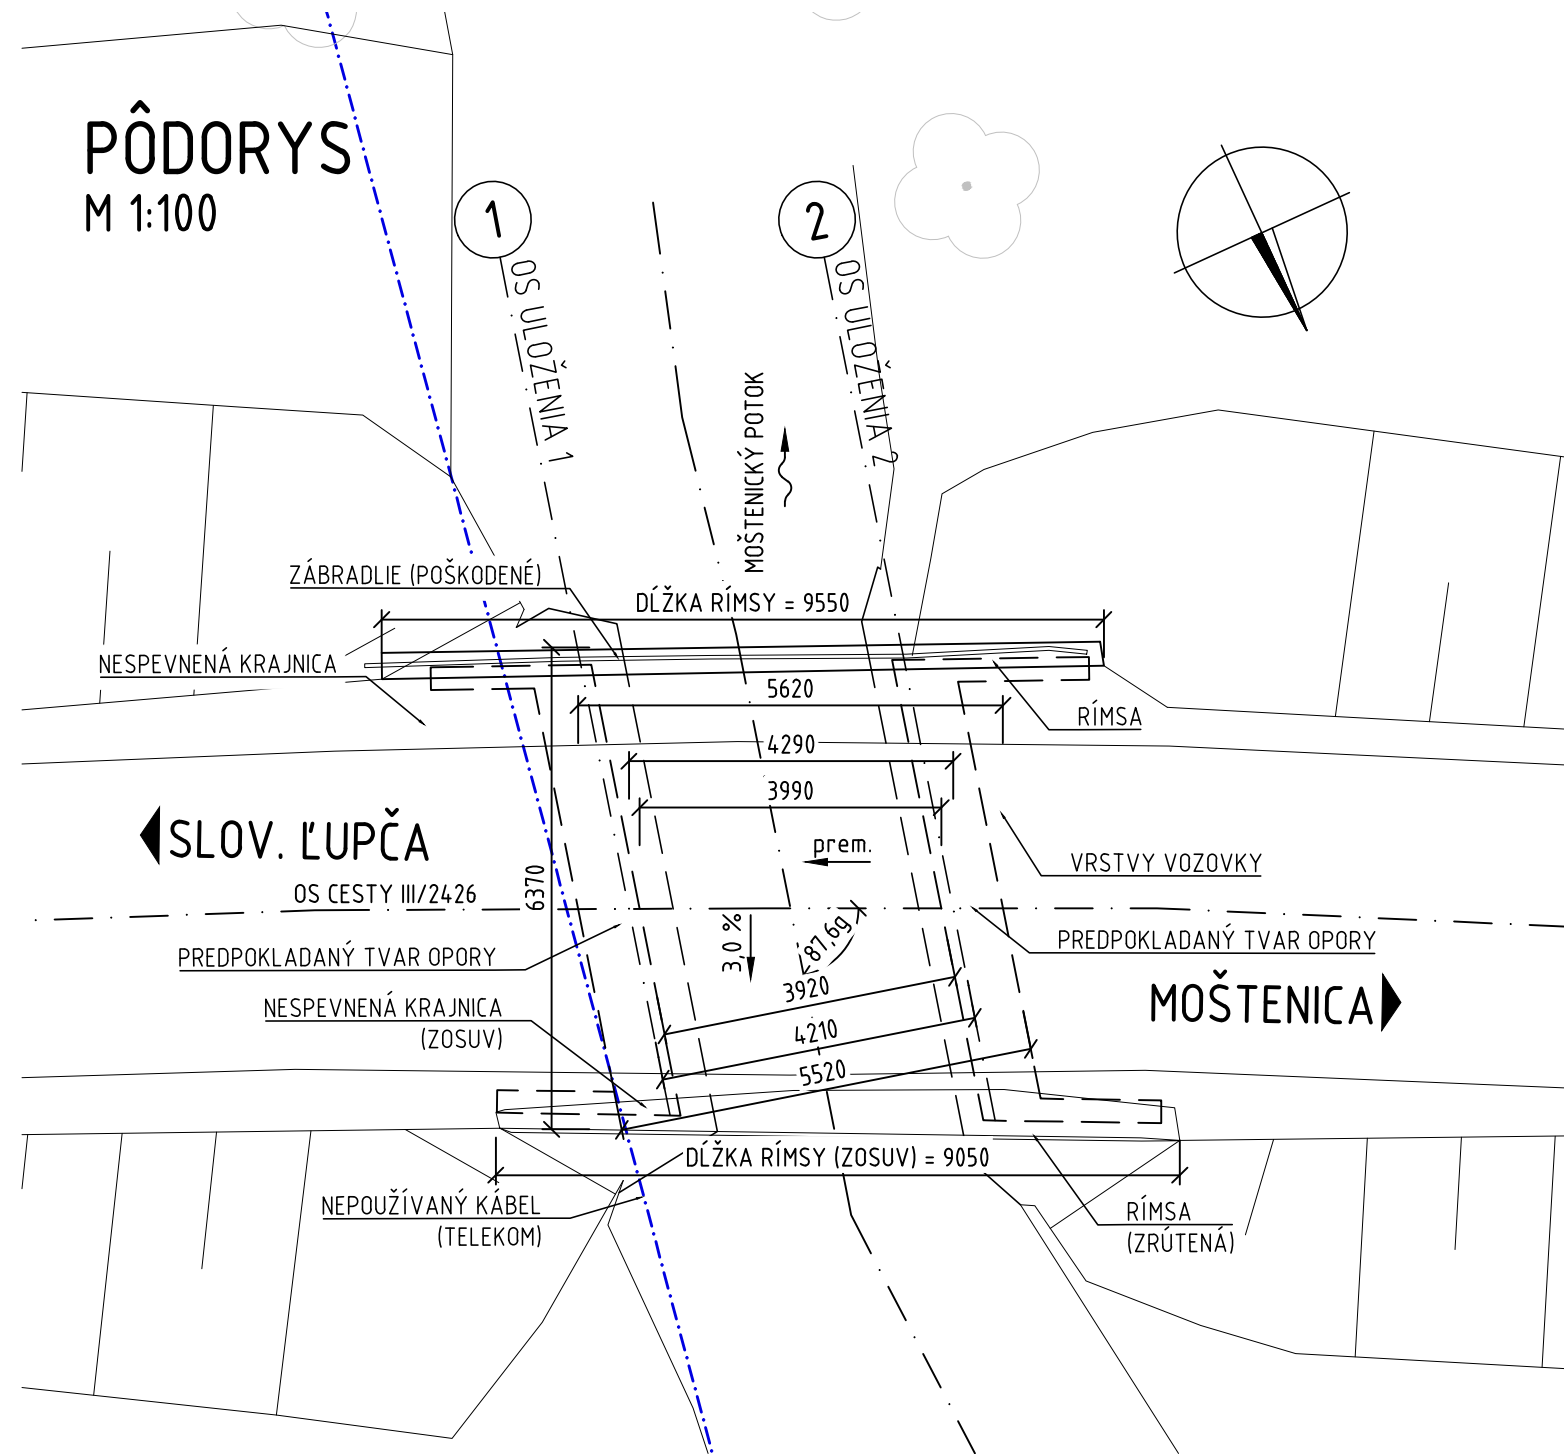 PÔDORYS
M 1:100
1
2
OS ULOŽENIA 1
OS ULOŽENIA 2
MOŠTENICKÝ POTOK
ZÁBRADLIE (POŠKODENÉ)
DĹŽKA RÍMSY = 9550
NESPEVNENÁ KRAJNICA
5620
RÍMSA
4290
3990
SLOV. ĽUPČA
prem.
VRSTVY VOZOVKY
OS CESTY III/2426
6370
3,0 %
87,6g
PREDPOKLADANÝ TVAR OPORY
PREDPOKLADANÝ TVAR OPORY
3920
NESPEVNENÁ KRAJNICA
(ZOSUV)
MOŠTENICA
4210
5520
DĹŽKA RÍMSY (ZOSUV) = 9050
NEPOUŽÍVANÝ KÁBEL
(TELEKOM)
RÍMSA
(ZRÚTENÁ)